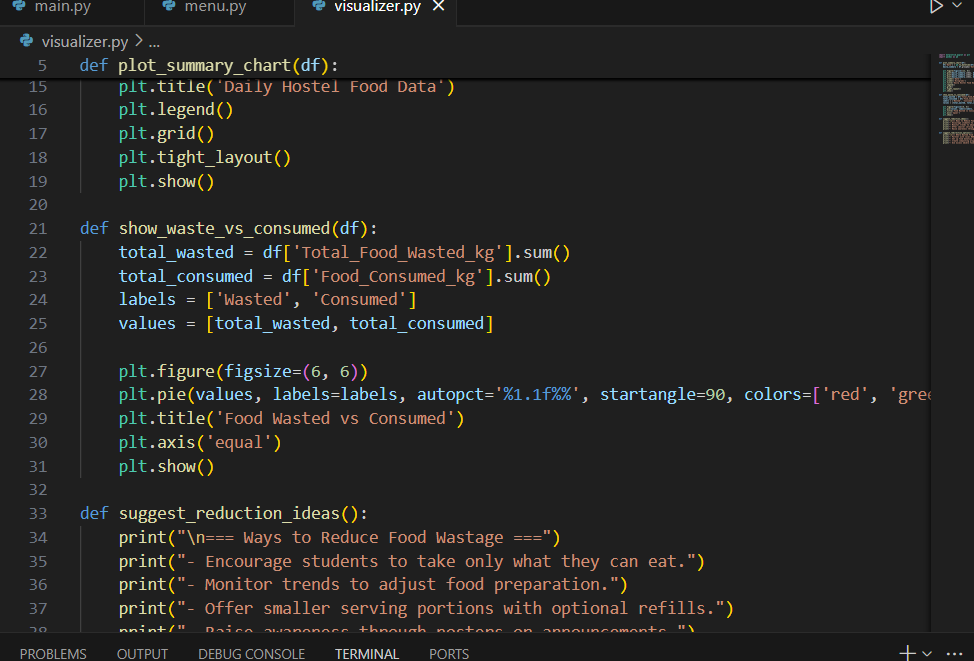 main.py menu.py visualizer.py
visualizer.py > ...
5 def plot_summary_chart(df):
15 plt.title('Daily Hostel Food Data')
16 plt.legend()
17 plt.grid()
18 plt.tight_layout()
19 plt.show()
20
21 def show_waste_vs_consumed(df):
22 total_wasted = df['Total_Food_Wasted_kg'].sum()
23 total_consumed = df['Food_Consumed_kg'].sum()
24 labels = ['Wasted', 'Consumed']
25 values = [total_wasted, total_consumed]
26
27 plt.figure(figsize=(6, 6))
28 plt.pie(values, labels=labels, autopct='%1.1f%%', startangle=90, colors=['red', 'gree
29 plt.title('Food Wasted vs Consumed')
30 plt.axis('equal')
31 plt.show()
32
33 def suggest_reduction_ideas():
34 print("\n=== Ways to Reduce Food Wastage ===")
35 print("- Encourage students to take only what they can eat.")
36 print("- Monitor trends to adjust food preparation.")
37 print("- Offer smaller serving portions with optional refills.")
38 print("- Raise awareness through posters or announcements.")
PROBLEMS OUTPUT DEBUG CONSOLE TERMINAL PORTS